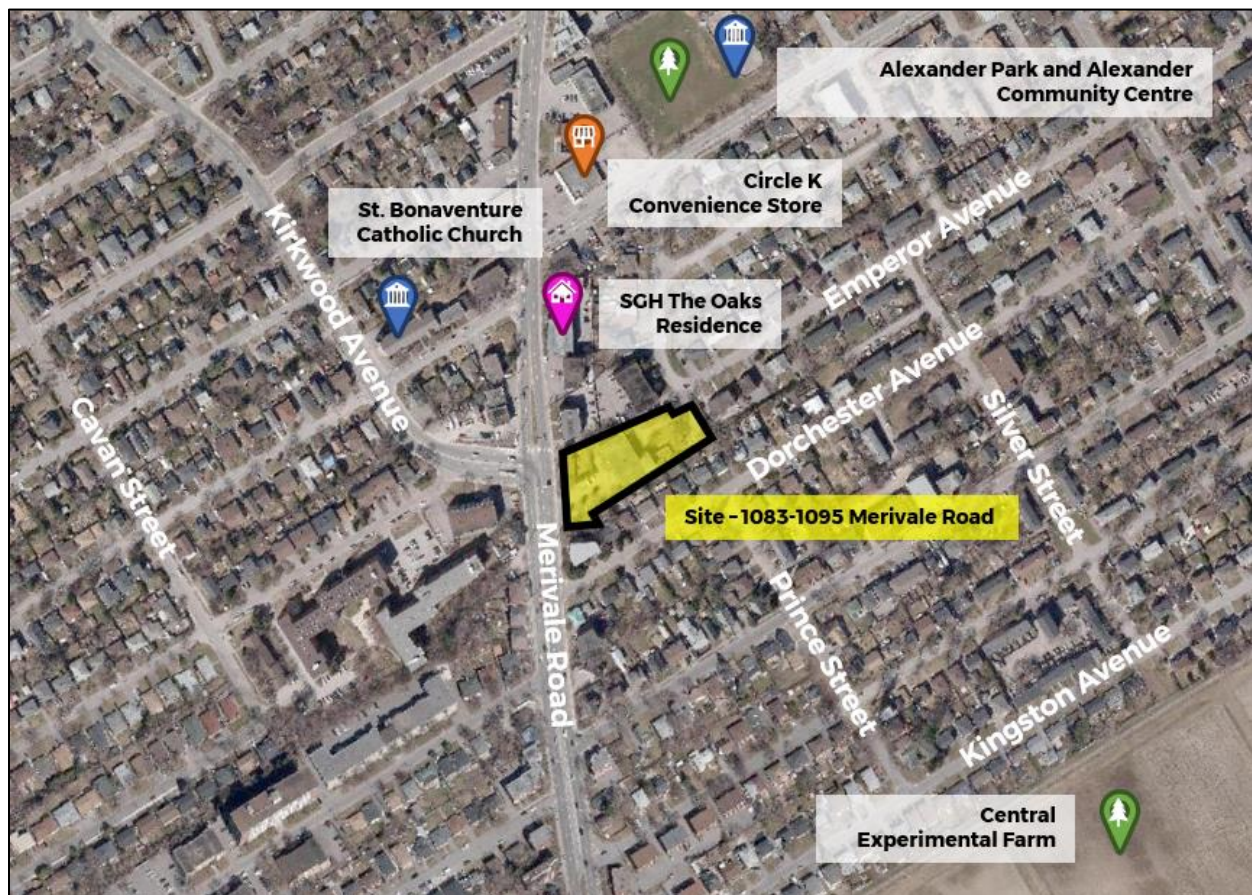 Alexander Park and Alexander
Community Centre
Circle K
Convenience Store
St. Bonaventure
Catholic Church
Kirkwood Avenue
Emperor Avenue
SGH The Oaks
Residence
Dorchester Avenue
Cavan Street
Silver Street
Site – 1083-1095 Merivale Road
Merivale Road
Prince Street
Kingston Avenue
Central
Experimental Farm